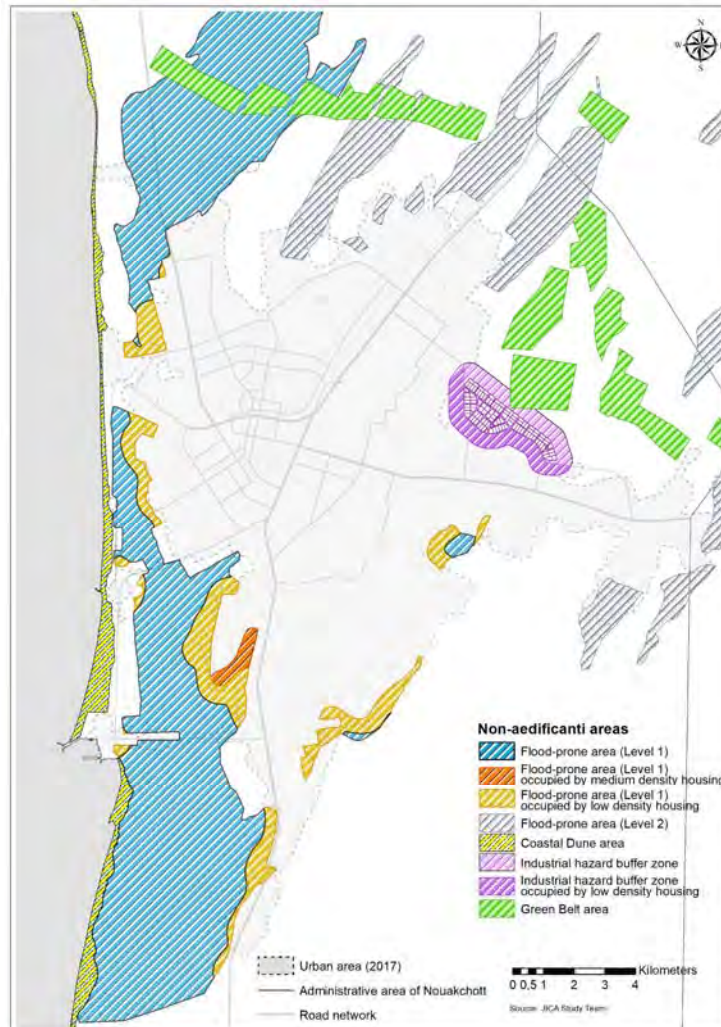 N
W E
S
Non-aedificanti areas
Flood-prone area (Level 1)
Flood-prone area (Level 1)
occupied by medium density housing
Flood-prone area (Level 1)
occupied by low density housing
Flood-prone area (Level 2)
Coastal Dune area
Industrial hazard buffer zone
Industrial hazard buffer zone
occupied by low density housing
Green Belt area
Urban area (2017)
Administrative area of Nouakchott
Road network
Kilometers
0 0,5 1 2 3 4
Source: JICA Study Team